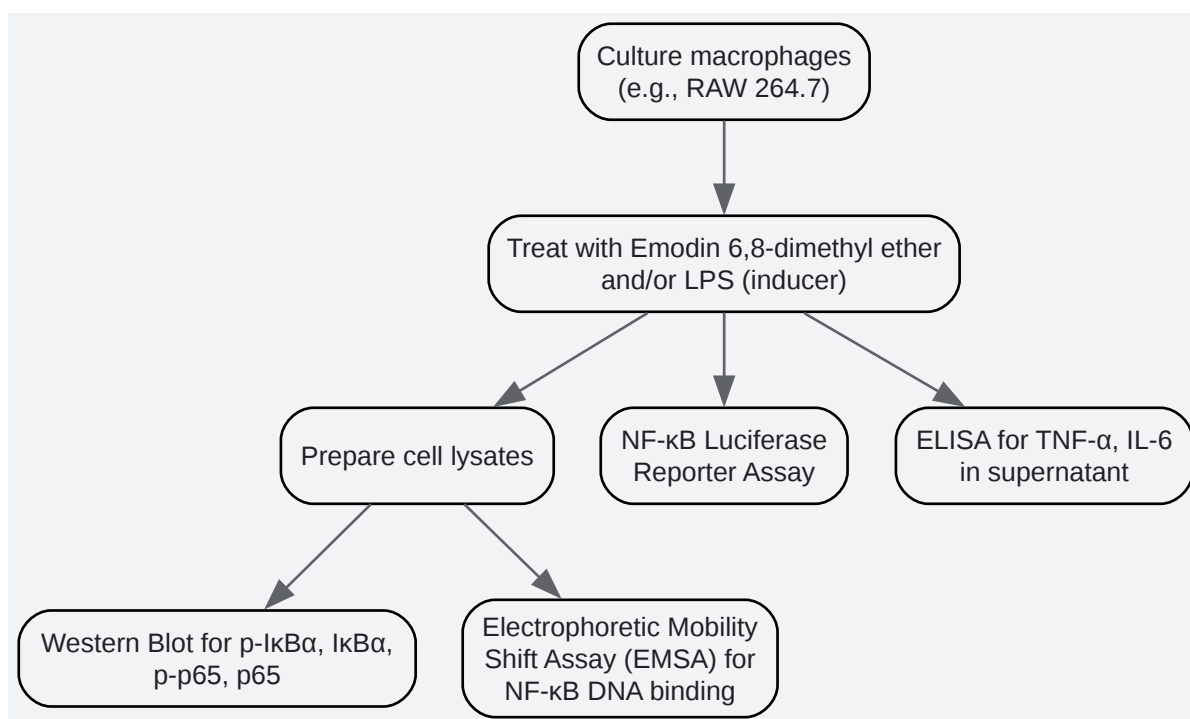 Culture macrophages
(e.g., RAW 264.7)
Treat with Emodin 6,8-dimethyl ether
and/or LPS (inducer)
Prepare cell lysates
NF-κB Luciferase
Reporter Assay
ELISA for TNF-α, IL-6
in supernatant
Western Blot for p-IκBα, IκBα,
p-p65, p65
Electrophoretic Mobility
Shift Assay (EMSA) for
NF-κB DNA binding